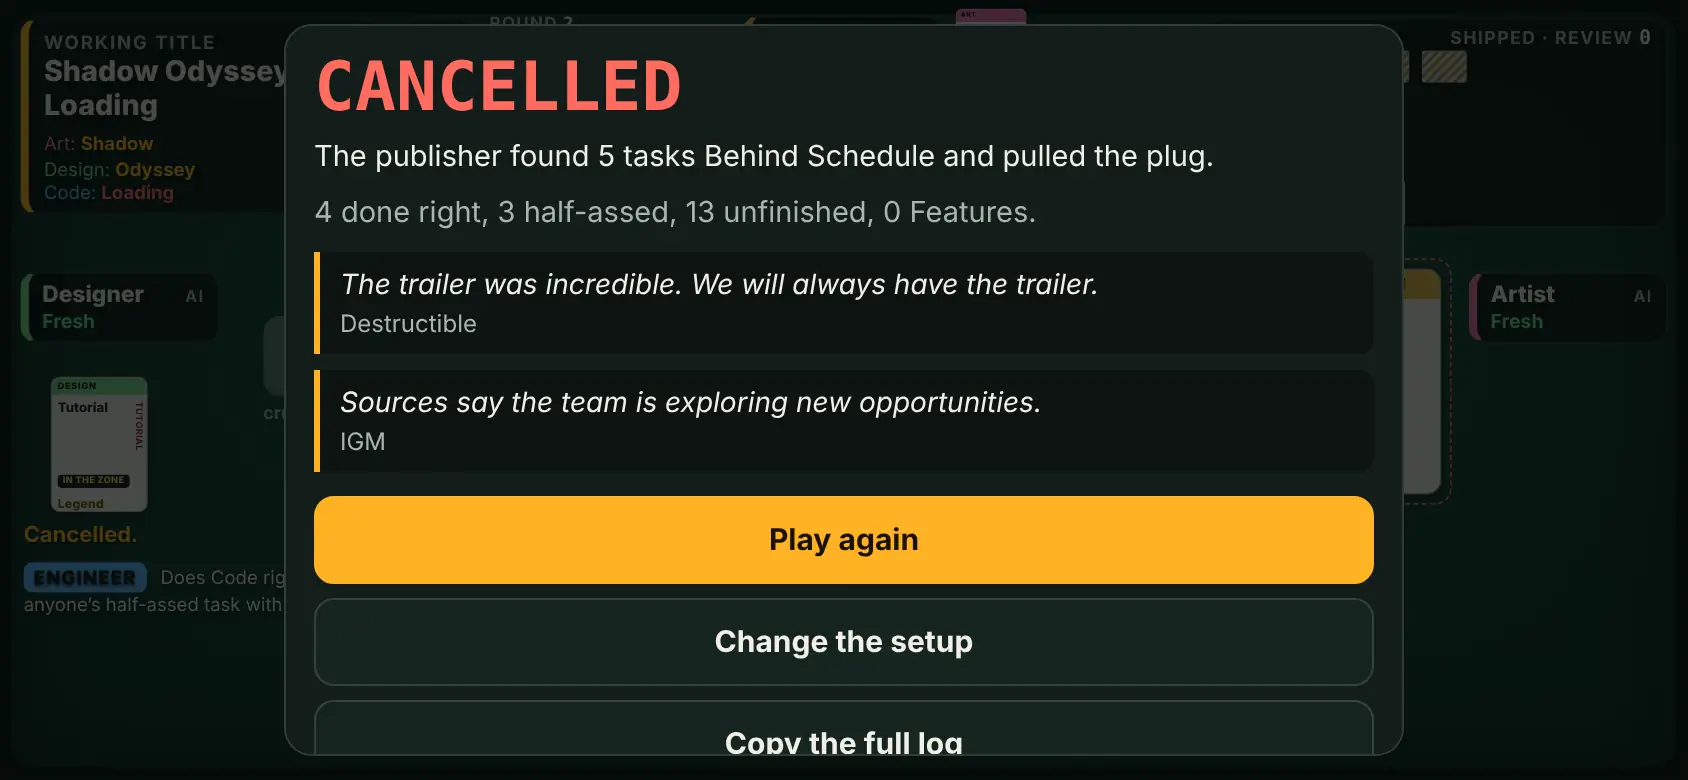 ROUND 2
ART
WORKING TITLE
Shadow Odyssey
Loading
Art: Shadow
Design: Odyssey
Code: Loading
SHIPPED · REVIEW 0
CANCELLED
The publisher found 5 tasks Behind Schedule and pulled the plug.
4 done right, 3 half-assed, 13 unfinished, 0 Features.
The trailer was incredible. We will always have the trailer.
Destructible
Sources say the team is exploring new opportunities.
IGM
Play again
Change the setup
Copy the full log
Designer AI
Fresh
Artist AI
Fresh
DESIGN
Tutorial
TUTORIAL
IN THE ZONE
Legend
Cancelled.
ENGINEER Does Code
anyone's half-assed task with